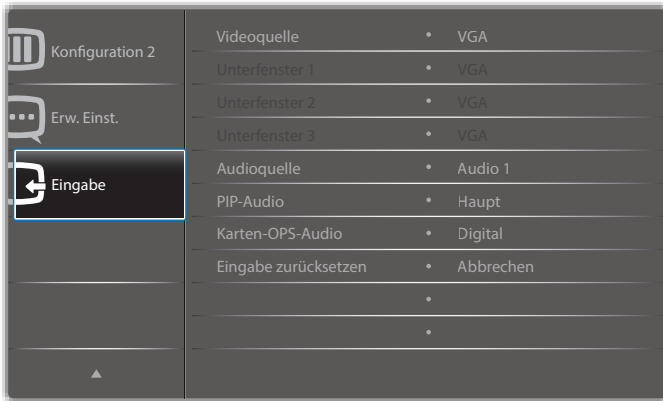 Konfiguration 2
Erw. Einst.
Eingabe
Videoquelle • VGA
Unterfenster 1 • VGA
Unterfenster 2 • VGA
Unterfenster 3 • VGA
Audioquelle • Audio 1
PIP-Audio • Haupt
Karten-OPS-Audio • Digital
Eingabe zurücksetzen • Abbrechen